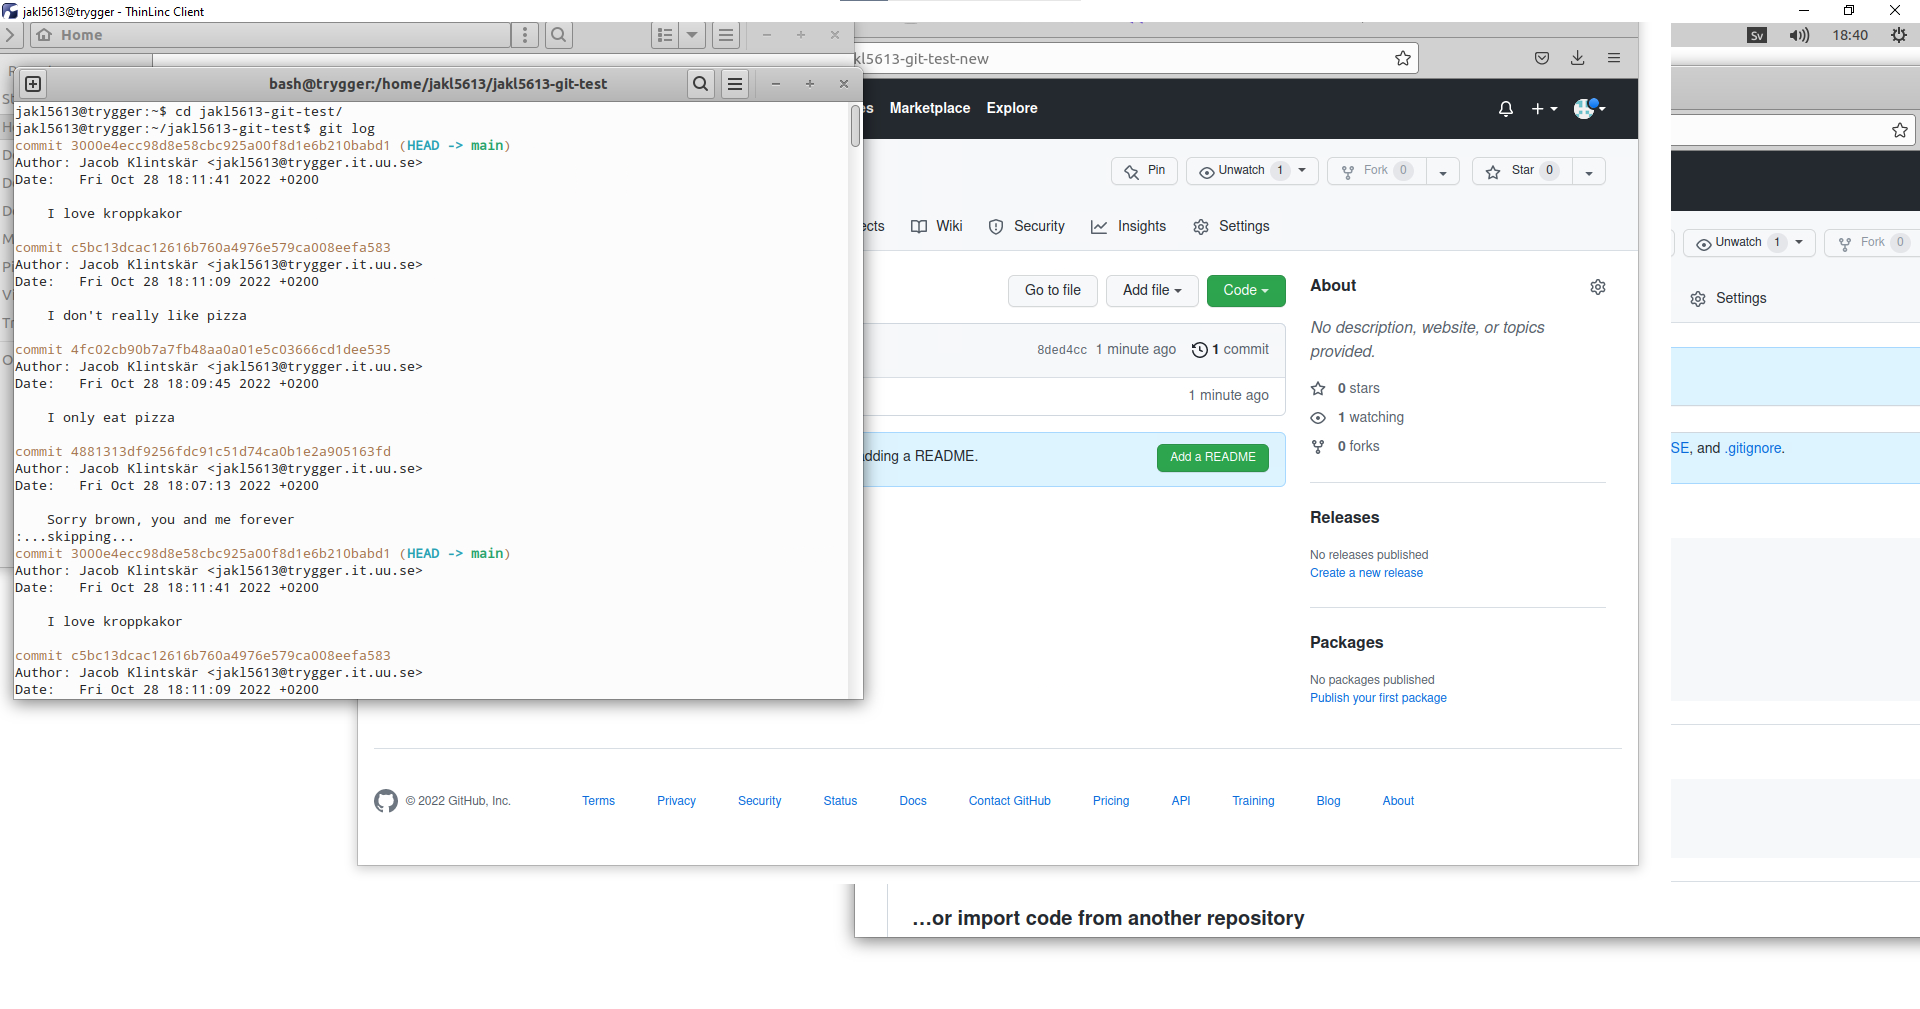 jakl5613@trygger - ThinLinc Client
Home
Sv
18:40
kl5613-git-test-new
bash@trygger:/home/jakl5613/jakl5613-git-test
jakl5613@trygger:~$ cd jakl5613-git-test/
jakl5613@trygger:~/jakl5613-git-test$ git log
commit 3000e4ecc98d8e58cbc925a00f8d1e6b210babd1 (HEAD -> main)
Author: Jacob Klintskär <jakl5613@trygger.it.uu.se>
Date:   Fri Oct 28 18:11:41 2022 +0200
I love kroppkakor
commit c5bc13dcac12616b760a4976e579ca008eefa583
Author: Jacob Klintskär <jakl5613@trygger.it.uu.se>
Date:   Fri Oct 28 18:11:09 2022 +0200
I don't really like pizza
commit 4fc02cb90b7a7fb48aa0a01e5c03666cd1dee535
Author: Jacob Klintskär <jakl5613@trygger.it.uu.se>
Date:   Fri Oct 28 18:09:45 2022 +0200
I only eat pizza
commit 4881313df9256fdc91c51d74ca0b1e2a905163fd
Author: Jacob Klintskär <jakl5613@trygger.it.uu.se>
Date:   Fri Oct 28 18:07:13 2022 +0200
Sorry brown, you and me forever
:...skipping...
commit 3000e4ecc98d8e58cbc925a00f8d1e6b210babd1 (HEAD -> main)
Author: Jacob Klintskär <jakl5613@trygger.it.uu.se>
Date:   Fri Oct 28 18:11:41 2022 +0200
I love kroppkakor
commit c5bc13dcac12616b760a4976e579ca008eefa583
Author: Jacob Klintskär <jakl5613@trygger.it.uu.se>
Date:   Fri Oct 28 18:11:09 2022 +0200
es Marketplace Explore
Pin Unwatch 1 Fork 0 Star 0
ects Wiki Security Insights Settings
Go to file Add file Code
8ded4cc 1 minute ago 1 commit
1 minute ago
adding a README. Add a README
About
No description, website, or topics
provided.
0 stars
1 watching
0 forks
Releases
No releases published
Create a new release
Packages
No packages published
Publish your first package
© 2022 GitHub, Inc. Terms Privacy Security Status Docs Contact GitHub Pricing API Training Blog About
Unwatch 1 Fork 0
Settings
SE, and .gitignore.
…or import code from another repository